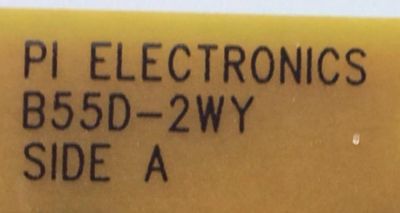 PI ELECTRONICS
B55D-2WY
SIDE A